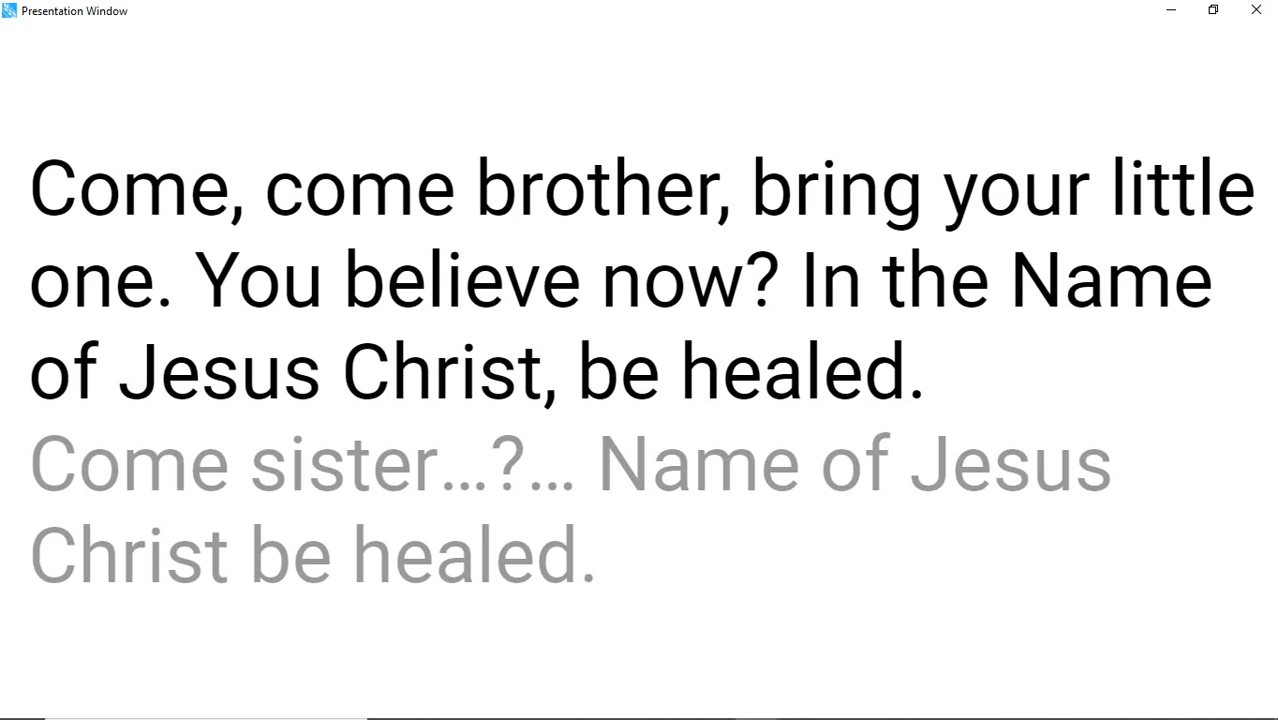 Presentation Window
Come, come brother, bring your little
one. You believe now? In the Name
of Jesus Christ, be healed.
Come sister...?... Name of Jesus
Christ be healed.